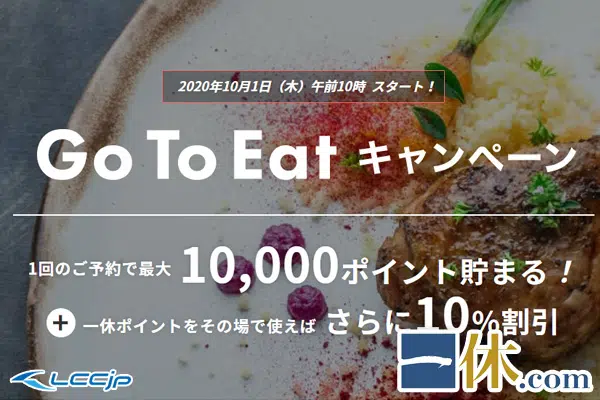 2020年10月1日（木）午前10時 スタート！
Go To Eat キャンペーン
1回のご予約で最大 10,000ポイント貯まる！
+ 一休ポイントをその場で使えば さらに10%割引
一休.com
LCCjp